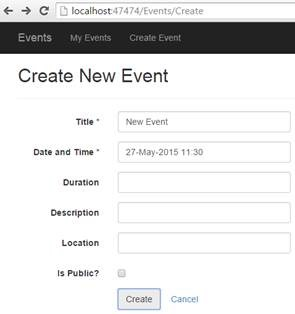 localhost:47474/Events/Create
Events My Events Create Event
Create New Event
Title * New Event
Date and Time * 27-May-2015 11:30
Duration
Description
Location
Is Public?
Create Cancel